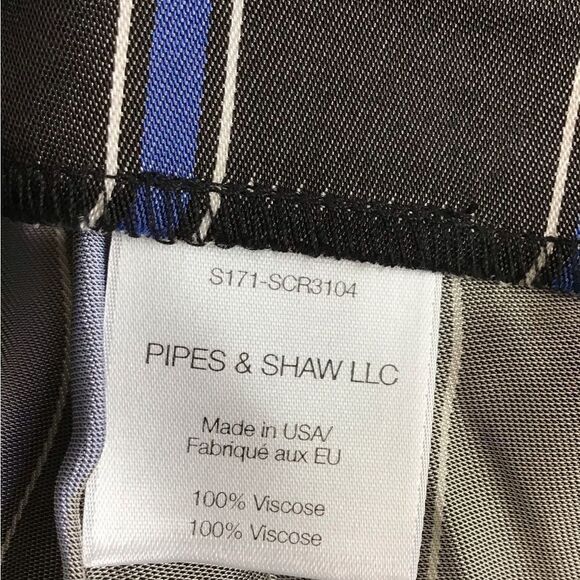 S171-SCR3104
PIPES & SHAW LLC
Made in USA/
Fabriqué aux EU
100% Viscose
100% Viscose